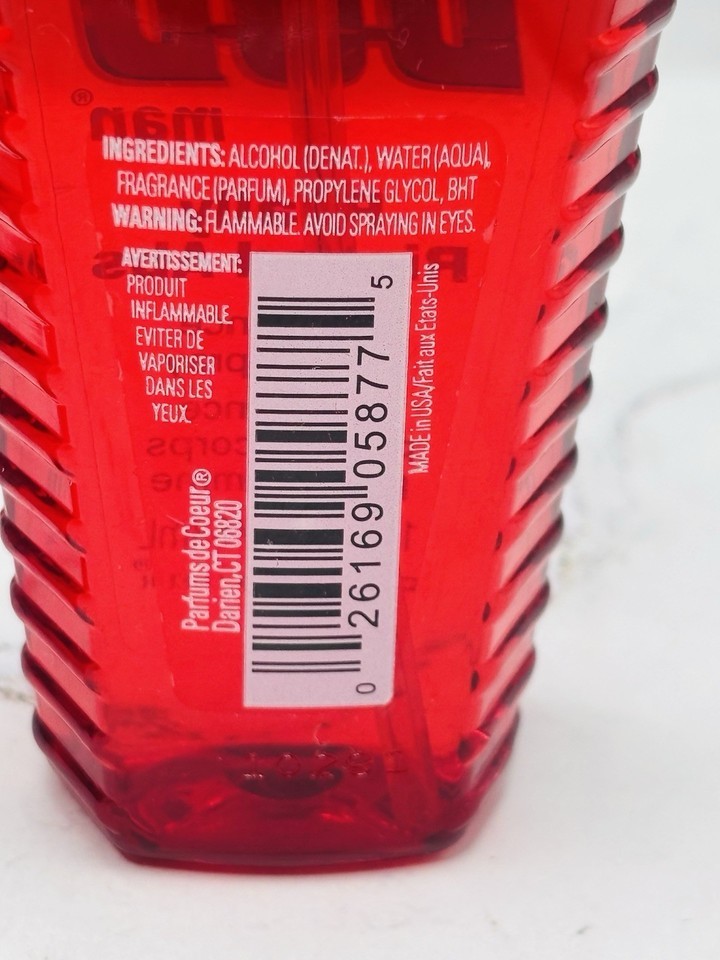 man®
INGREDIENTS: ALCOHOL (DENAT.), WATER (AQUA),
FRAGRANCE (PARFUM), PROPYLENE GLYCOL, BHT
WARNING: FLAMMABLE. AVOID SPRAYING IN EYES.
AVERTISSEMENT:
PRODUIT
INFLAMMABLE
EVITER DE
VAPORISER
DANS LES
YEUX.
Parfums de Coeur®
Darien, CT 06820
0 26169 05877 5
MADE in USA/Fait aux Etats-Unis